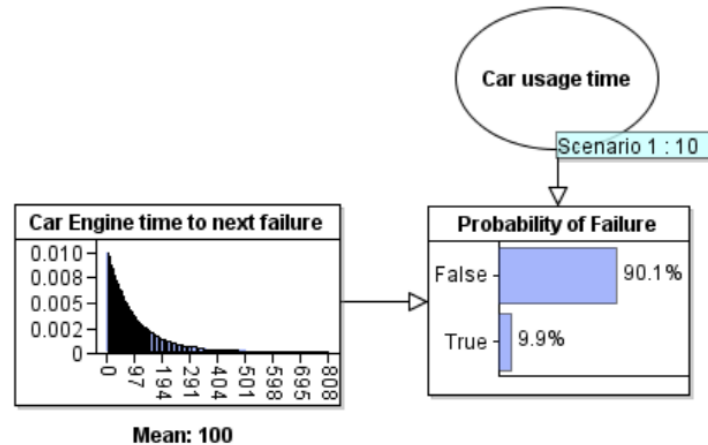 Car usage time
Scenario 1 : 10
Car Engine time to next failure
0.010
0.008
0.005
0.002
0
0
97
194
291
404
501
598
695
808
Mean: 100
Probability of Failure
False
90.1%
True
9.9%